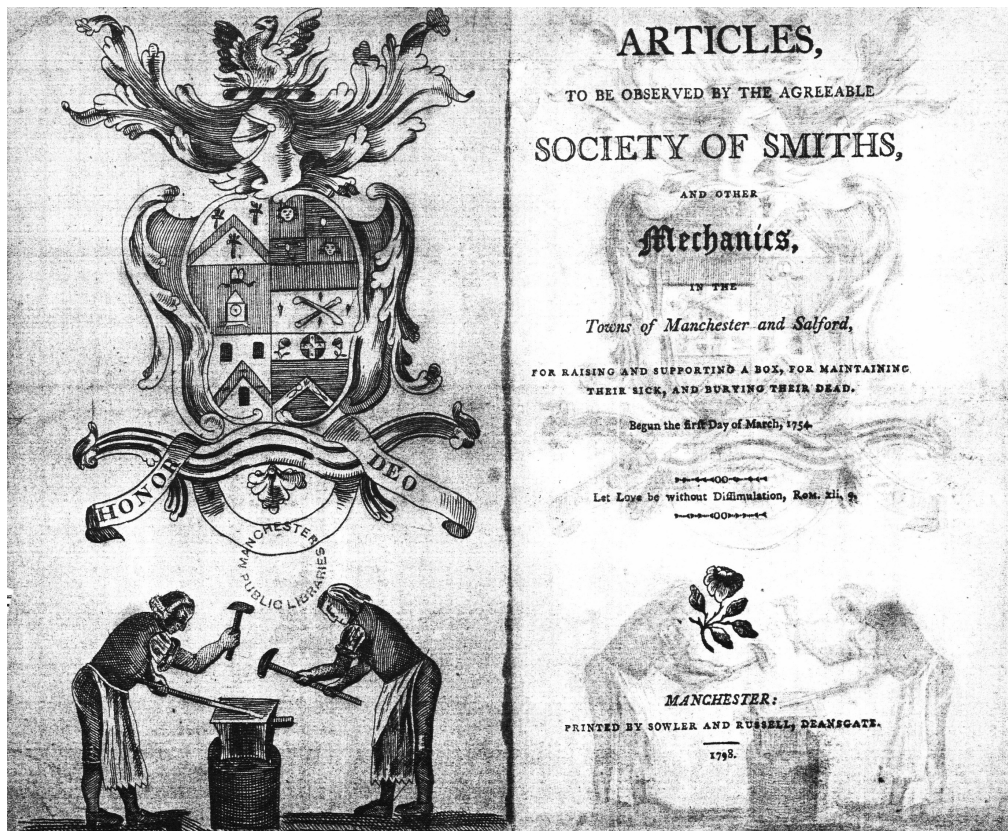 HONOR DEO
MANCHESTER
PUBLIC LIBRARIES
ARTICLES,
TO BE OBSERVED BY THE AGREEABLE
SOCIETY OF SMITHS,
AND OTHER
Mechanics,
IN THE
Towns of Manchester and Salford,
FOR RAISING AND SUPPORTING A BOX, FOR MAINTAINING
THEIR SICK, AND BURYING THEIR DEAD.
Begun the firſt Day of March, 1754.
Let Love be without Diſſimulation, ROM. xii, 9.
MANCHESTER:
PRINTED BY SOWLER AND RUSSELL, DEANSGATE.
1798.